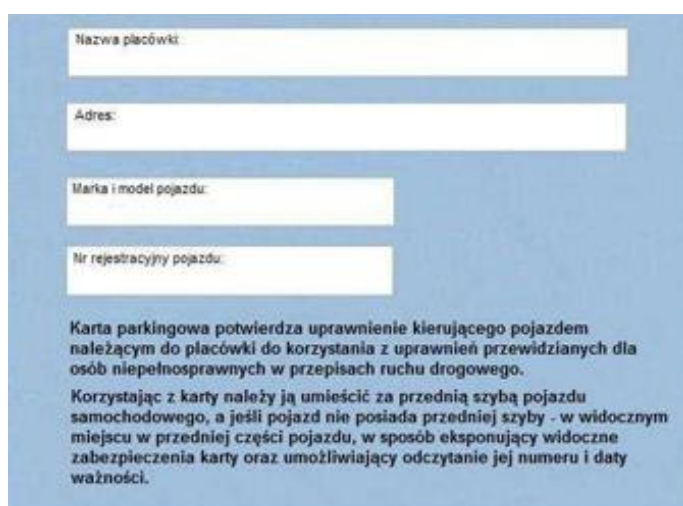 Nazwa placówki:
Adres:
Marka i model pojazdu:
Nr rejestracyjny pojazdu:
Karta parkingowa potwierdza uprawnienie kierującego pojazdem
należącym do placówki do korzystania z uprawnień przewidzianych dla
osób niepełnosprawnych w przepisach ruchu drogowego.
Korzystając z karty należy ją umieścić za przednią szybą pojazdu
samochodowego, a jeśli pojazd nie posiada przedniej szyby - w widocznym
miejscu w przedniej części pojazdu, w sposób eksponujący widoczne
zabezpieczenia karty oraz umożliwiający odczytanie jej numeru i daty
ważności.